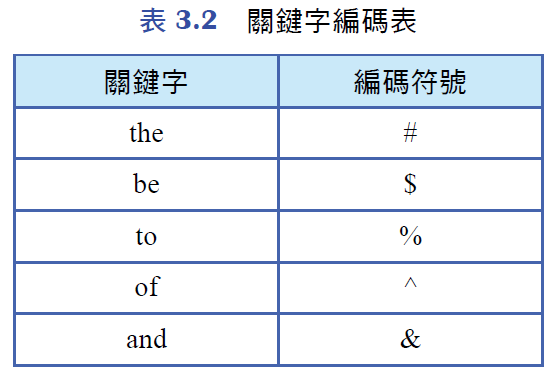 表 3.2 關鍵字編碼表
關鍵字 編碼符號
the #
be $
to %
of ^
and &